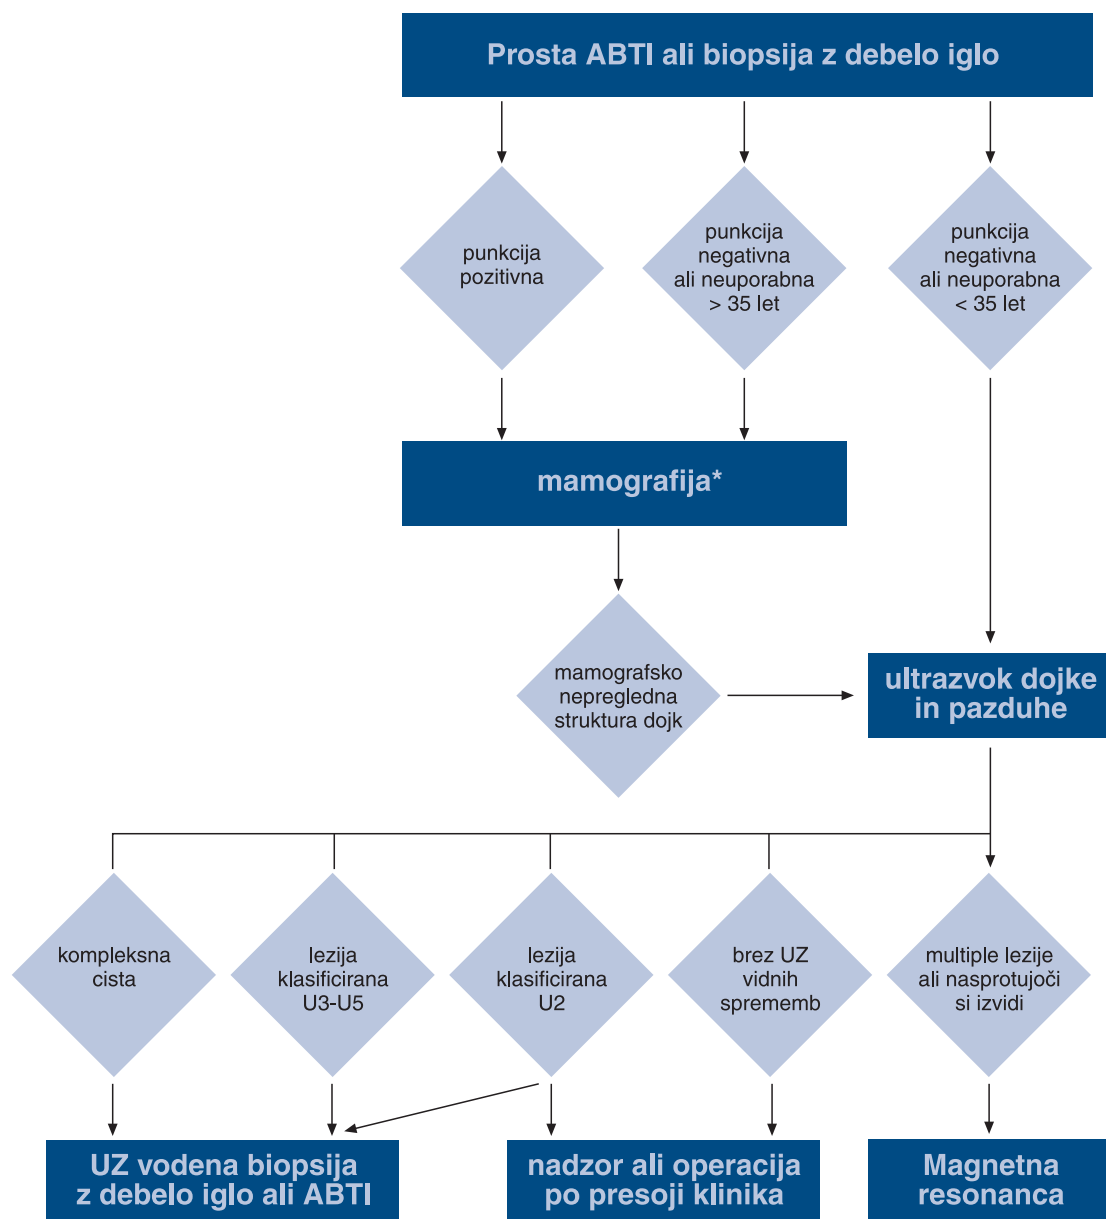 Prosta ABTI ali biopsija z debelo iglo
punkcija
pozitivna
punkcija
negativna
ali neuporabna
> 35 let
punkcija
negativna
ali neuporabna
< 35 let
mamografija*
mamografsko
nepregledna
struktura dojk
ultrazvok dojke
in pazduhe
kompleksna
cista
lezija
klasificirana
U3-U5
lezija
klasificirana
U2
brez UZ
vidnih
sprememb
multiple lezije
ali nasprotujoči
si izvidi
UZ vodena biopsija
z debelo iglo ali ABTI
nadzor ali operacija
po presoji klinika
Magnetna
resonanca